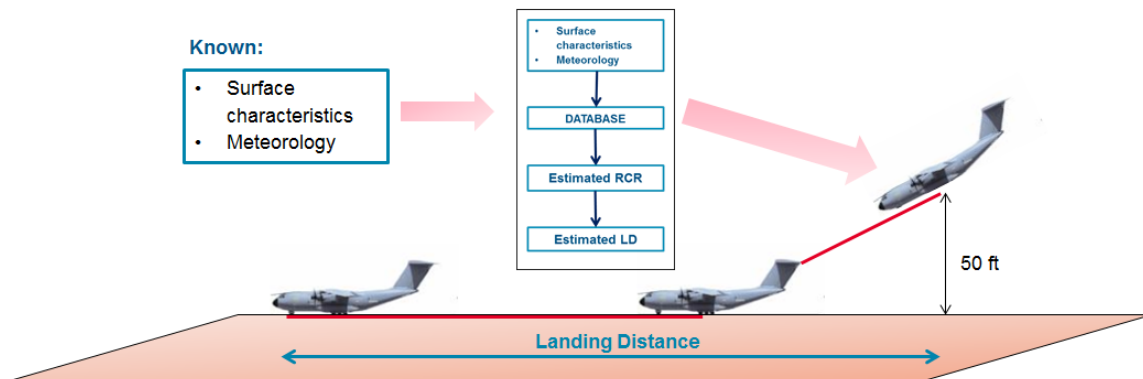 Known:
• Surface
characteristics
• Meteorology
• Surface
characteristics
• Meteorology
DATABASE
Estimated RCR
Estimated LD
50 ft
Landing Distance